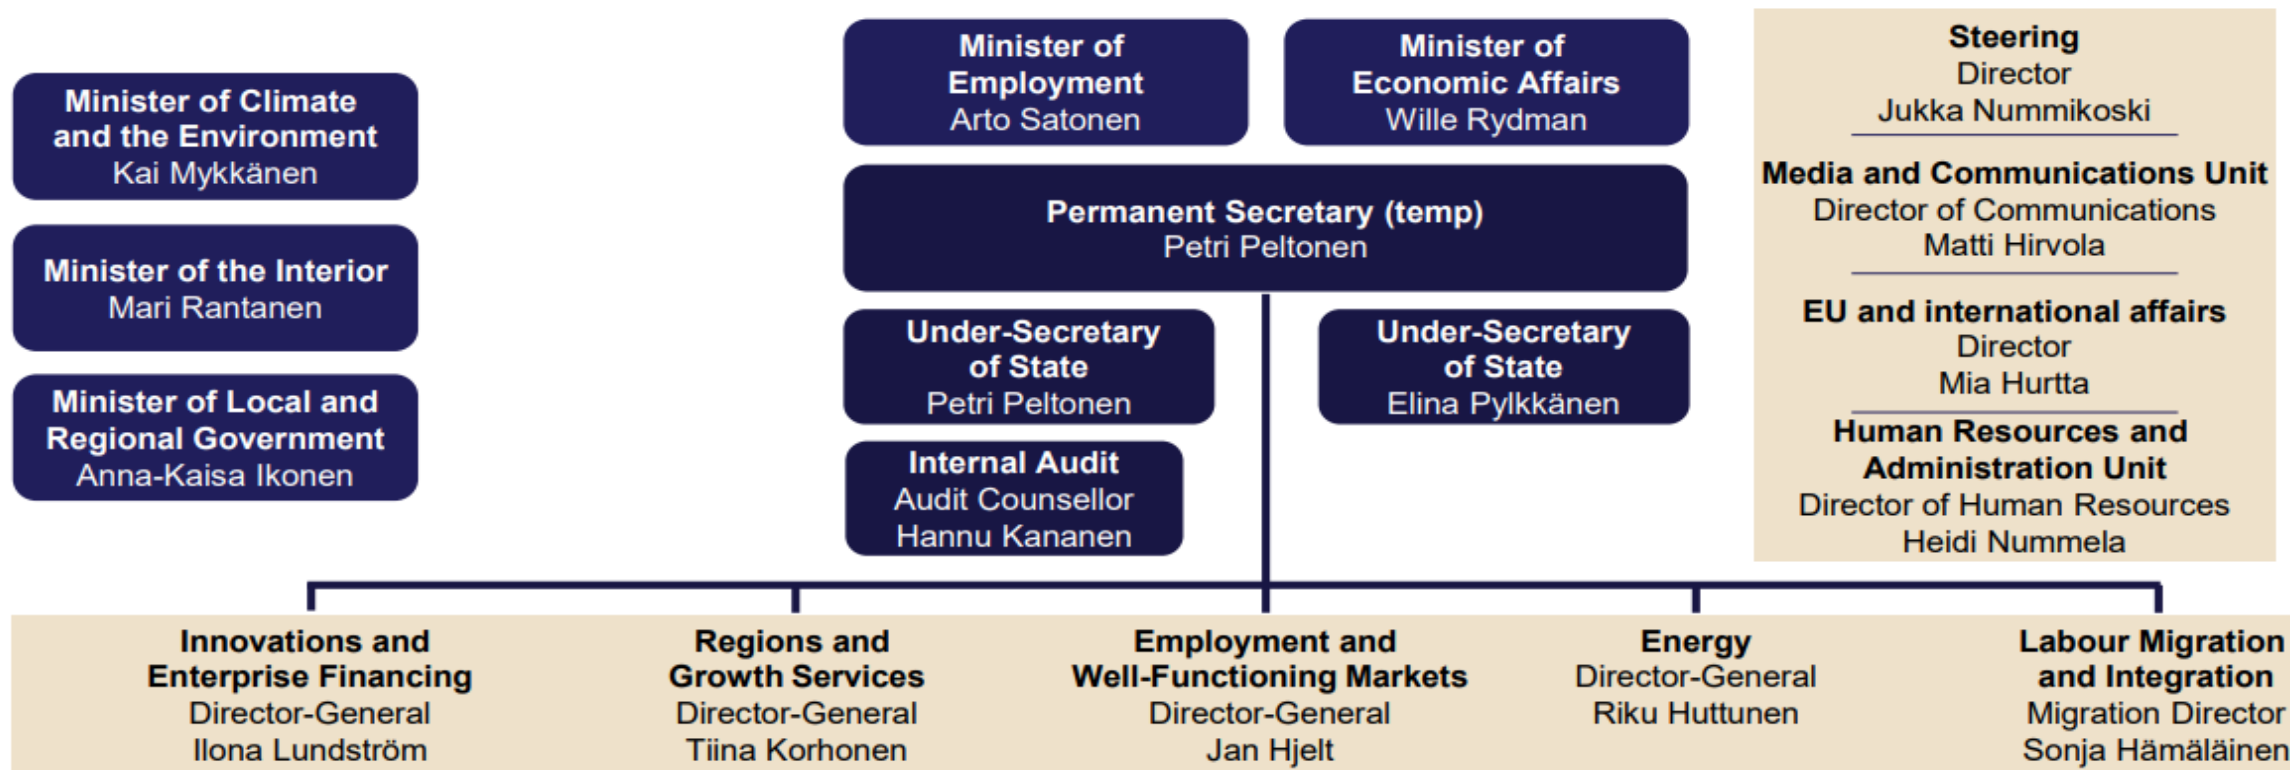 Minister of Climate
and the Environment
Kai Mykkänen
Minister of the Interior
Mari Rantanen
Minister of Local and
Regional Government
Anna-Kaisa Ikonen
Minister of
Employment
Arto Satonen
Minister of
Economic Affairs
Wille Rydman
Permanent Secretary (temp)
Petri Peltonen
Under-Secretary
of State
Petri Peltonen
Under-Secretary
of State
Elina Pylkkänen
Internal Audit
Audit Counsellor
Hannu Kananen
Steering
Director
Jukka Nummikoski
Media and Communications Unit
Director of Communications
Matti Hirvola
EU and international affairs
Director
Mia Hurtta
Human Resources and
Administration Unit
Director of Human Resources
Heidi Nummela
Innovations and
Enterprise Financing
Director-General
Ilona Lundström
Regions and
Growth Services
Director-General
Tiina Korhonen
Employment and
Well-Functioning Markets
Director-General
Jan Hjelt
Energy
Director-General
Riku Huttunen
Labour Migration
and Integration
Migration Director
Sonja Hämäläinen